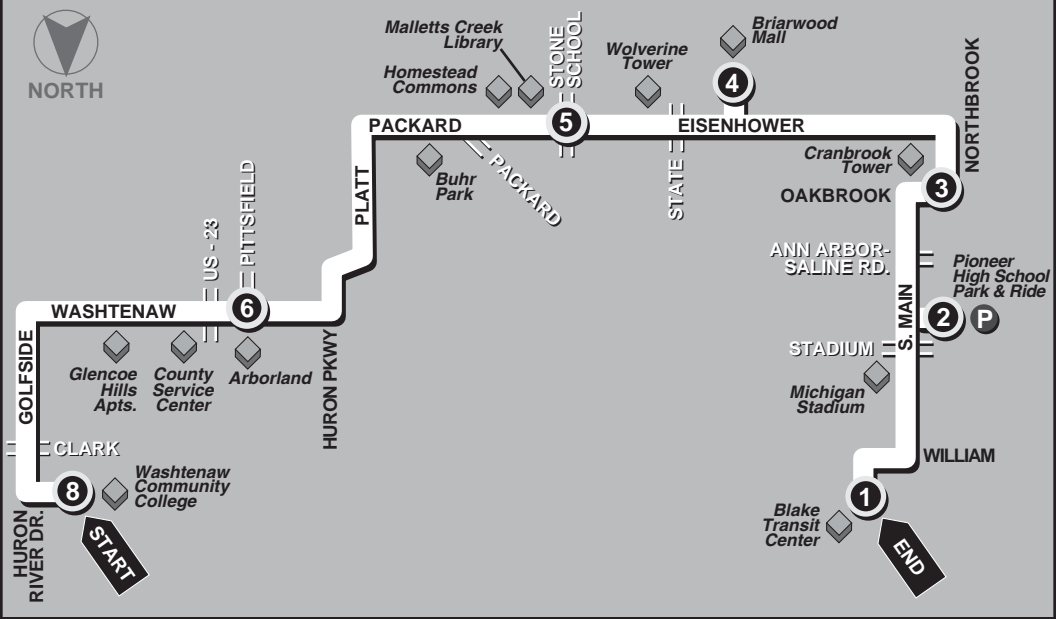 NORTH
Malletts Creek
Library
Homestead
Commons
STONE
SCHOOL
Wolverine
Tower
Briarwood
Mall
4
NORTHBROOK
PACKARD
5
EISENHOWER
Buhr
Park
PACKARD
STATE
Cranbrook
Tower
3
OAKBROOK
PLATT
US - 23
PITTSFIELD
ANN ARBOR-
SALINE RD.
Pioneer
High School
Park & Ride
S. MAIN
2
P
STADIUM
Michigan
Stadium
WASHTENAW
6
GOLFSIDE
Glencoe
Hills
Apts.
County
Service
Center
Arborland
HURON PKWY
CLARK
WILLIAM
8
Washtenaw
Community
College
HURON
RIVER DR.
START
1
Blake
Transit
Center
END